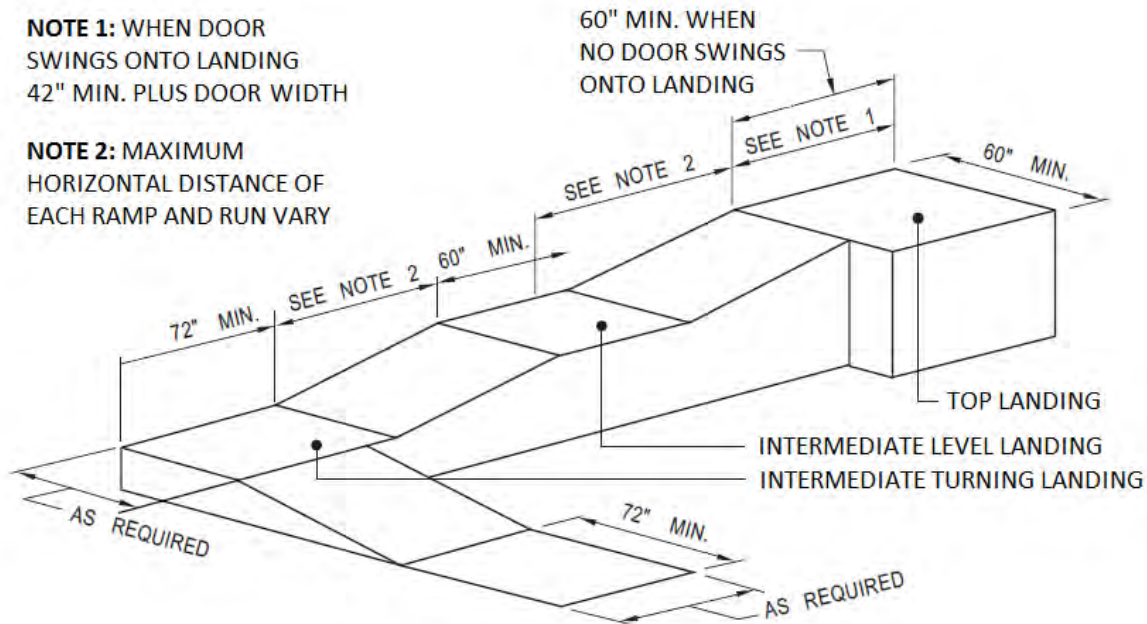 NOTE 1: WHEN DOOR
SWINGS ONTO LANDING
42" MIN. PLUS DOOR WIDTH
NOTE 2: MAXIMUM
HORIZONTAL DISTANCE OF
EACH RAMP AND RUN VARY
60" MIN. WHEN
NO DOOR SWINGS
ONTO LANDING
SEE NOTE 1
SEE NOTE 2
60" MIN.
60" MIN.
SEE NOTE 2
72" MIN.
TOP LANDING
INTERMEDIATE LEVEL LANDING
INTERMEDIATE TURNING LANDING
AS REQUIRED
72" MIN.
AS REQUIRED